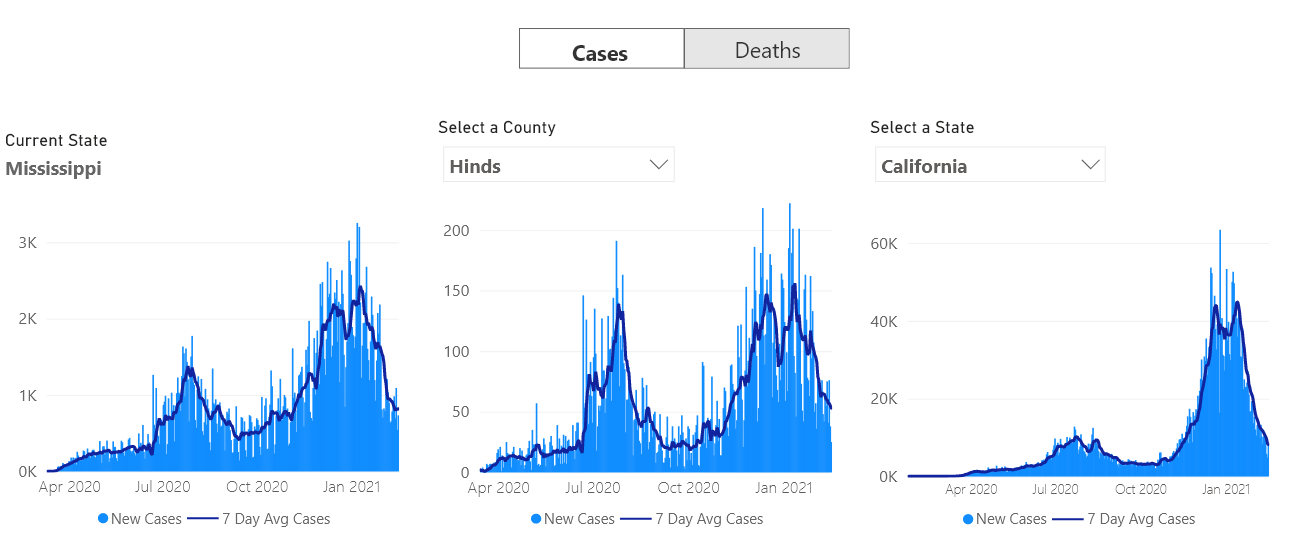 Cases Deaths
Current State
Mississippi
3K
2K
1K
0K
Apr 2020 Jul 2020 Oct 2020 Jan 2021
New Cases 7 Day Avg Cases
Select a County
Hinds
200
150
100
50
0
Apr 2020 Jul 2020 Oct 2020 Jan 2021
New Cases 7 Day Avg Cases
Select a State
California
60K
40K
20K
0K
Apr 2020 Jul 2020 Oct 2020 Jan 2021
New Cases 7 Day Avg Cases